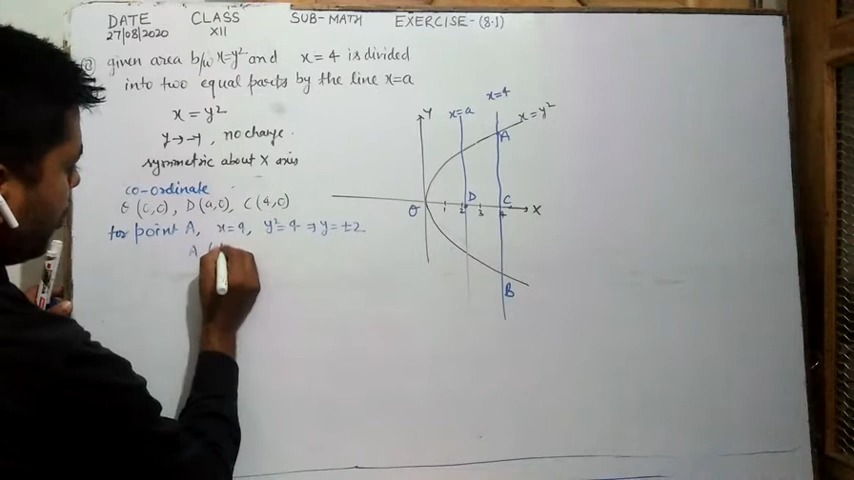 DATE CLASS SUB-MATH EXERCISE-(8.1)
27/08/2020 XII
given area b/w x=y² and x=4 is divided
into two equal parts by the line x=a
x = y²
y→-y, no charge.
symmetric about X axis
co-ordinate
O (0,0), D(a,0), C(4,0)
for point A, x=4, y²=4 ⇒ y=±2
A (
Y
x=a
x=4
x=y²
A
D
C
O
1 2 3 4
X
B